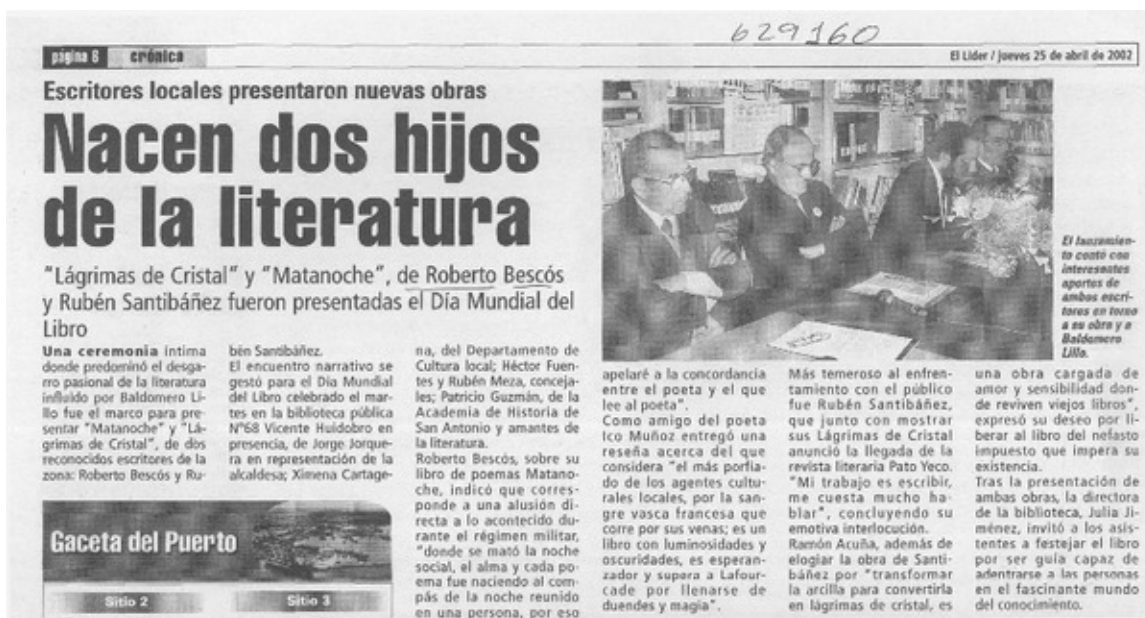 629160
página 8 crónica
El Líder / jueves 25 de abril de 2002
Escritores locales presentaron nuevas obras
Nacen dos hijos
de la literatura
"Lágrimas de Cristal" y "Matanoche", de Roberto Bescós
y Rubén Santibáñez fueron presentadas el Día Mundial del
Libro
El lanzamien-
to contó con
interesantes
aportes de
ambos escri-
tores en torno
a su obra y a
Baldomero
Lillo.
Una ceremonia íntima
donde predominó el desga-
rro pasional de la literatura
influido por Baldomero Li-
llo fue el marco para pre-
sentar "Matanoche" y "Lá-
grimas de Cristal", de dos
reconocidos escritores de la
zona: Roberto Bescós y Ru-
bén Santibáñez.
El encuentro narrativo se
gestó para el Día Mundial
del Libro celebrado el mar-
tes en la biblioteca pública
Nº68 Vicente Huidobro en
presencia, de Jorge Jorque-
ra en representación de la
alcaldesa; Ximena Cartage-
na, del Departamento de
Cultura local; Héctor Fuen-
tes y Rubén Meza, conceja-
les; Patricio Guzmán, de la
Academia de Historia de
San Antonio y amantes de
la literatura.
Roberto Bescós, sobre su
libro de poemas Matano-
che, indicó que corres-
ponde a una alusión di-
recta a lo acontecido du-
rante el régimen militar,
"donde se mató la noche
social, el alma y cada po-
ema fue naciendo al com-
pás de la noche reunido
en una persona, por eso
apelaré a la concordancia
entre el poeta y el que
lee al poeta".
Como amigo del poeta
Ico Muñoz entregó una
reseña acerca del que
considera "el más porfia-
do de los agentes cultu-
rales locales, por la san-
gre vasca francesa que
corre por sus venas; es un
libro con luminosidades y
oscuridades, es esperan-
zador y supera a Lafour-
cade por llenarse de
duendes y magia".
Más temeroso al enfren-
tamiento con el público
fue Rubén Santibáñez,
que junto con mostrar
sus Lágrimas de Cristal
anunció la llegada de la
revista literaria Pato Yeco.
"Mi trabajo es escribir,
me cuesta mucho ha-
blar", concluyendo su
emotiva interlocución.
Ramón Acuña, además de
elogiar la obra de Santi-
báñez por "transformar
la arcilla para convertirla
en lágrimas de cristal, es
una obra cargada de
amor y sensibilidad don-
de reviven viejos libros",
expresó su deseo por li-
berar al libro del nefasto
impuesto que impera su
existencia.
Tras la presentación de
ambas obras, la directora
de la biblioteca, Julia Ji-
ménez, invitó a los asis-
tentes a festejar el libro
por ser guía capaz de
adentrarse a las personas
en el fascinante mundo
del conocimiento.
Gaceta del Puerto
Sitio 2 Sitio 3